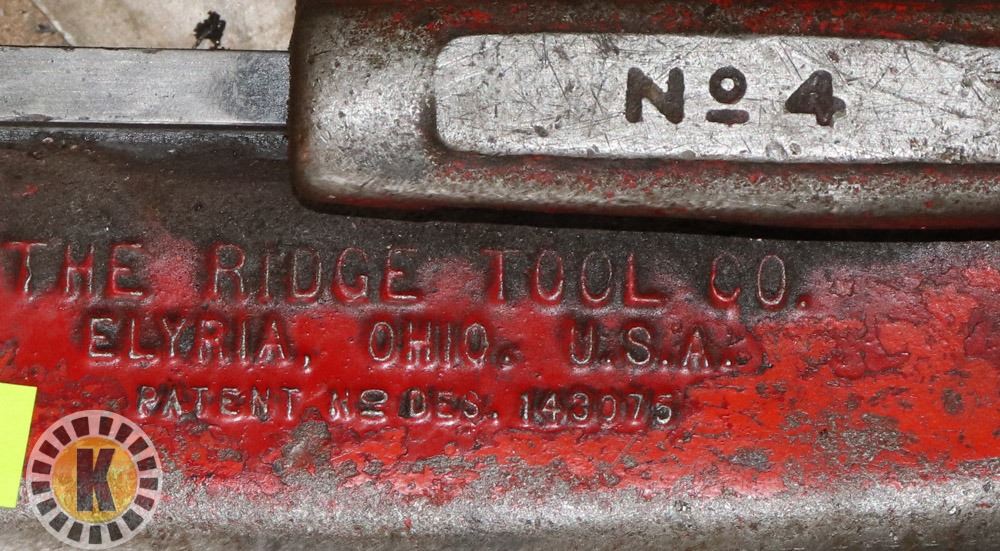 Nº 4
THE RIDGE TOOL CO.
ELYRIA, OHIO. U.S.A.
PATENT Nº DES. 143075
K